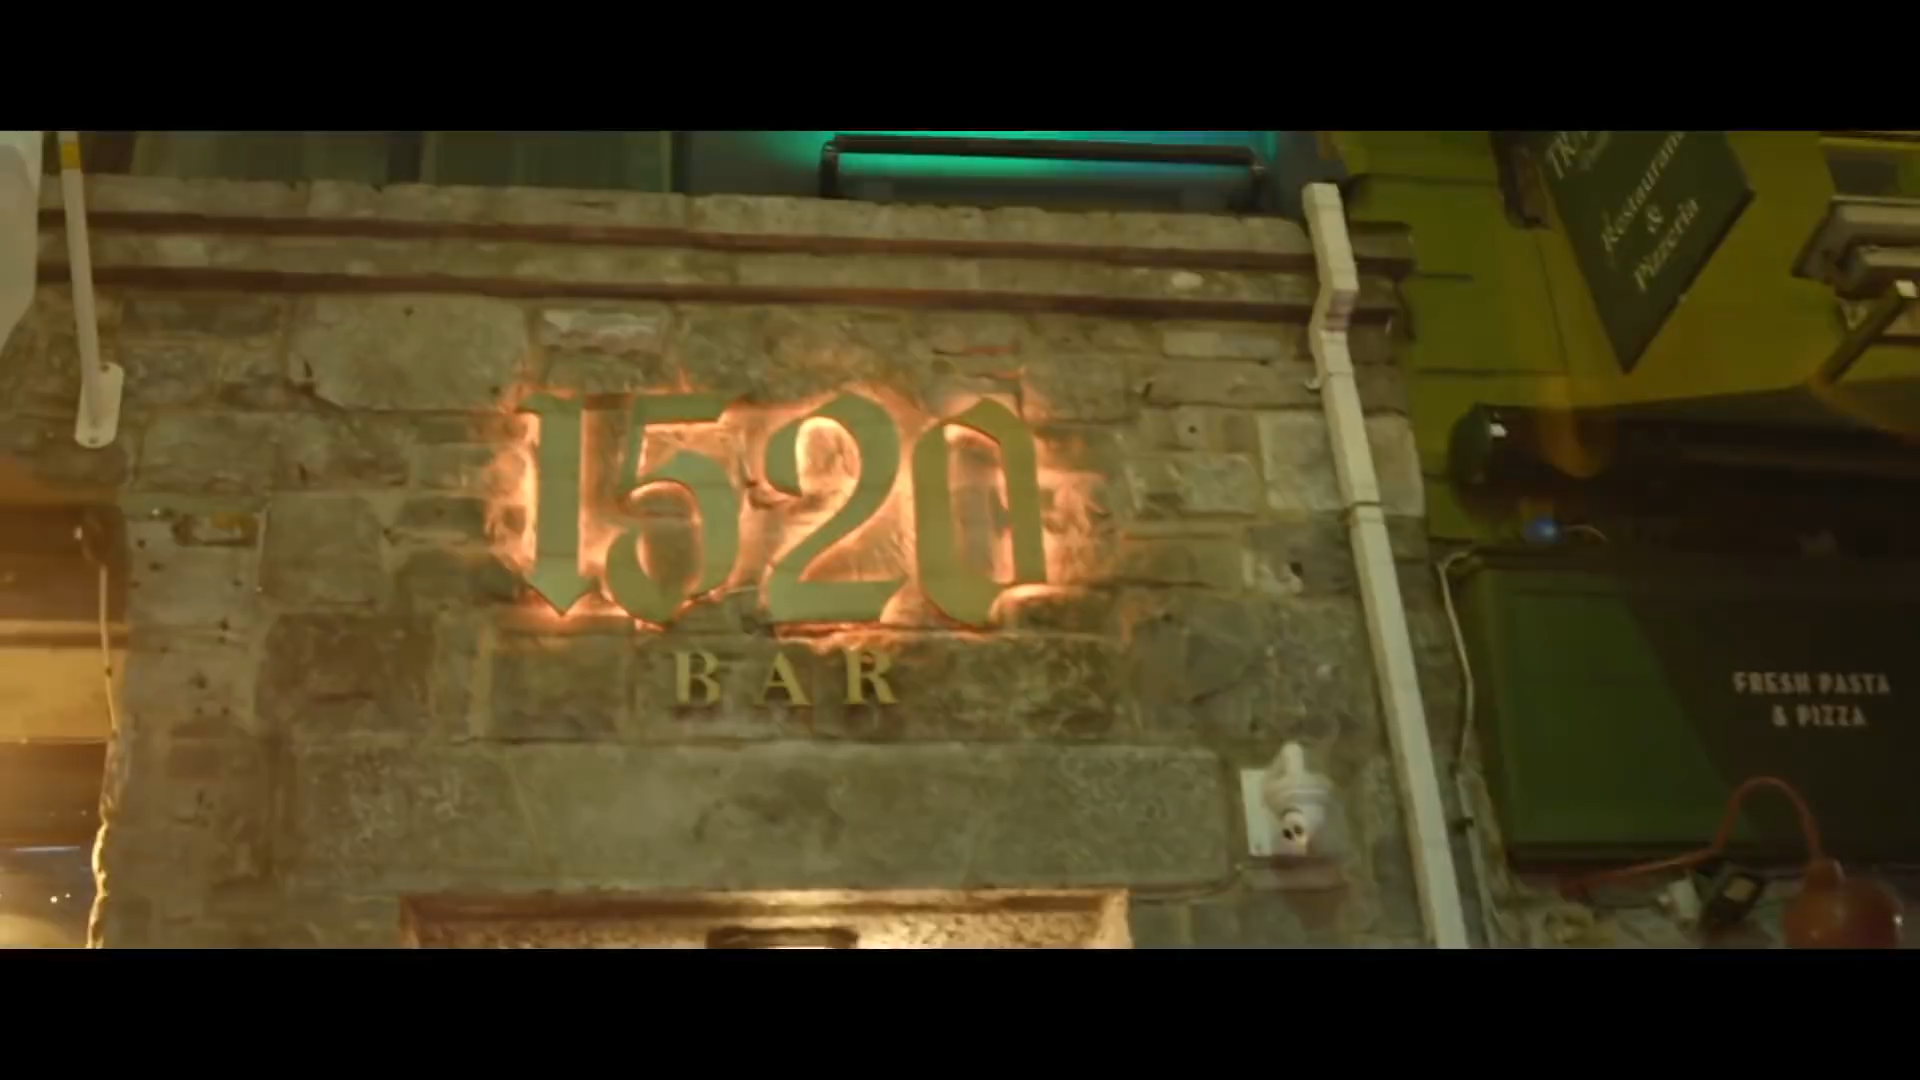 1520
BAR
Restaurant
&
Pizzeria
FRESH PASTA
& PIZZA